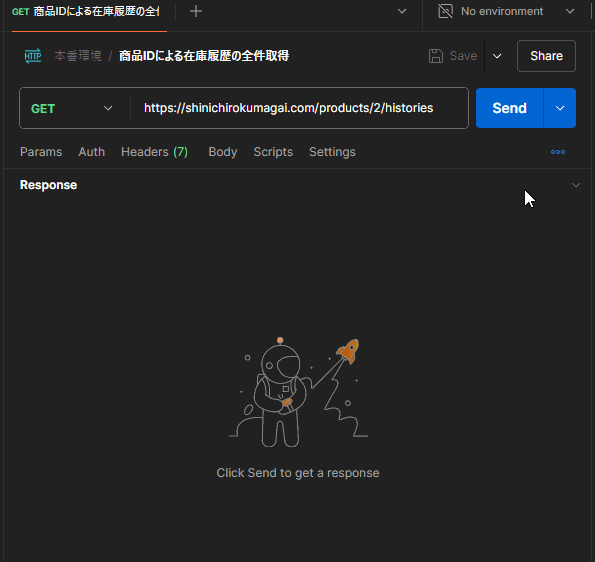 GET 商品IDによる在庫履歴の全件
No environment
HTTP 本番環境 / 商品IDによる在庫履歴の全件取得
Save
Share
GET
https://shinichirokumagai.com/products/2/histories
Send
Params Auth Headers (7) Body Scripts Settings
Response
Click Send to get a response